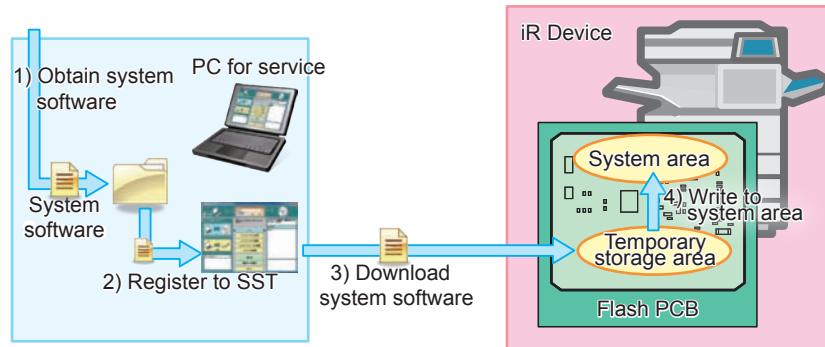 iR Device
1) Obtain system
software
PC for service
System area
4) Write to
system area
System
software
Temporary
storage area
2) Register to SST
3) Download
system software
Flash PCB